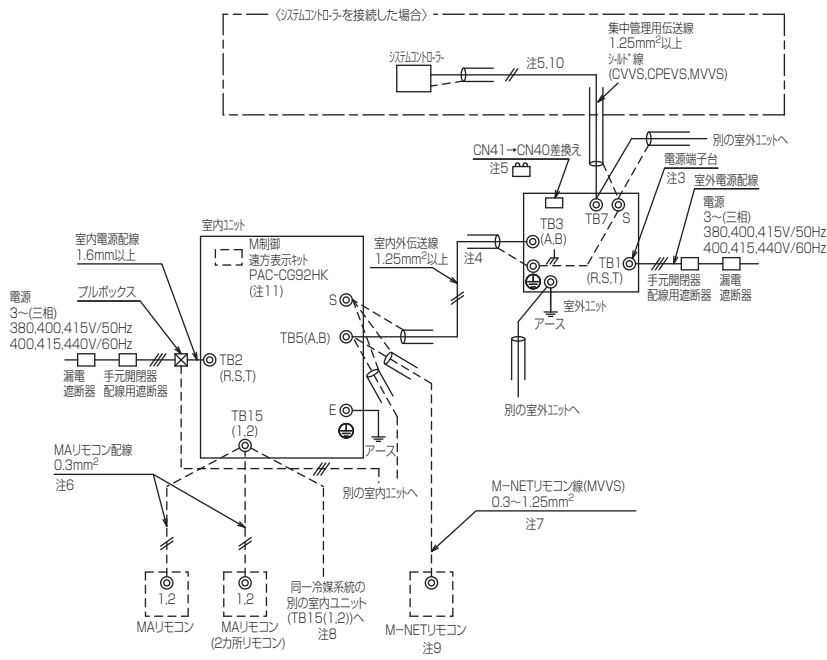 〈システムコントローラーを接続した場合〉
システムコントローラー
注5,10
集中管理用伝送線
1.25mm²以上
シールド線
(CVVS,CPEVS,MVVS)
別の室外ユニットへ
CN41→CN40差換え
注5
電源端子台
注3
室外電源配線
電源
3〜(三相)
380,400,415V/50Hz
400,415,440V/60Hz
TB3
(A,B)
TB7
S
TB1
(R,S,T)
手元開閉器
配線用遮断器
漏電
遮断器
室外ユニット
アース
別の室外ユニットへ
注4
室内外伝送線
1.25mm²以上
室内ユニット
M制御
遠方表示キット
PAC-CG92HK
(注11)
室内電源配線
1.6mm以上
プルボックス
電源
3〜(三相)
380,400,415V/50Hz
400,415,440V/60Hz
漏電
遮断器
手元開閉器
配線用遮断器
TB2
(R,S,T)
S
TB5(A,B)
E
アース
TB15
(1,2)
別の室内ユニットへ
MAリモコン配線
0.3mm²
注6
M−NETリモコン線(MVVS)
0.3〜1.25mm²
注7
1,2
MAリモコン
1,2
MAリモコン
(2カ所リモコン)
同一冷媒系統の
別の室内ユニット
(TB15(1,2))へ
注8
M−NETリモコン
注9